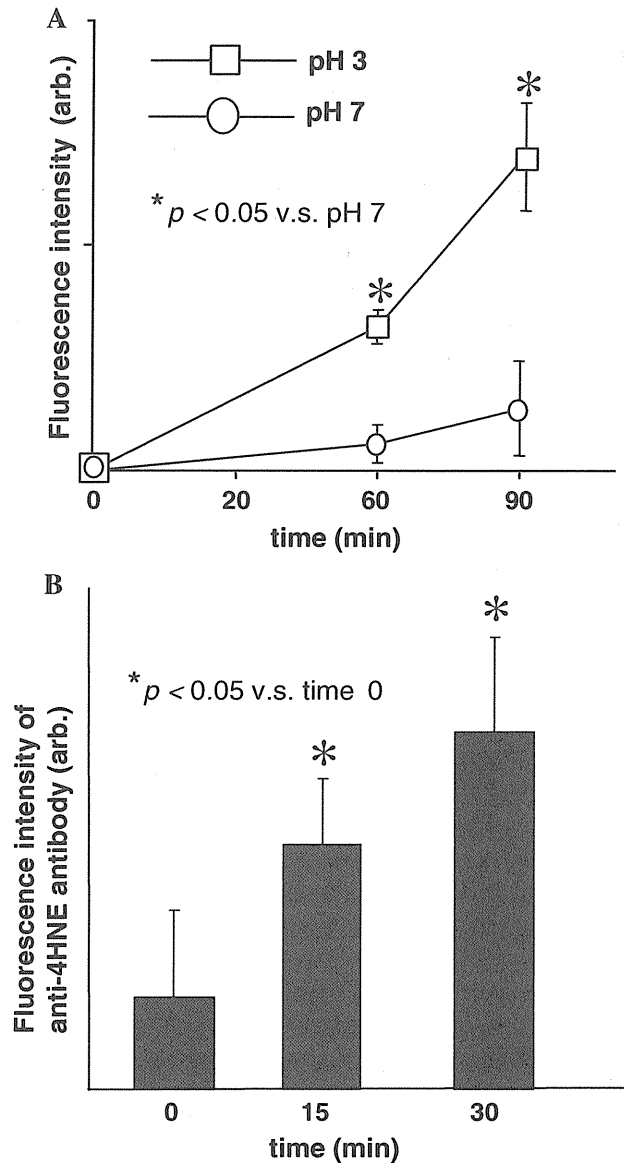 A
Fluorescence intensity (arb.)
pH 3
pH 7
* p < 0.05 v.s. pH 7
*
*
0 20 60 90
time (min)
B
Fluorescence intensity of
anti-4HNE antibody (arb.)
* p < 0.05 v.s. time 0
*
*
0 15 30
time (min)